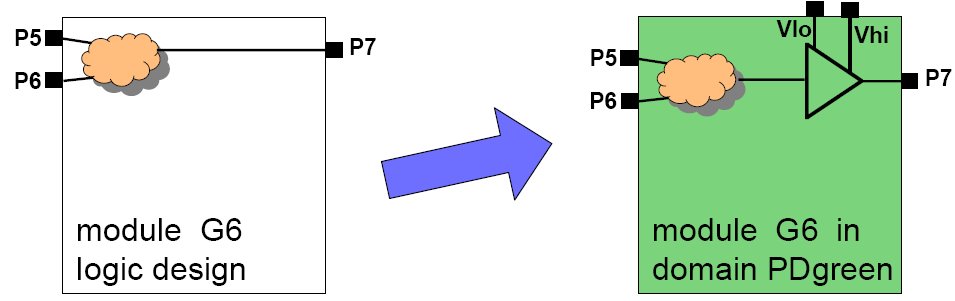 P5
P6
P7
module G6
logic design
Vlo
Vhi
P5
P6
P7
module G6 in
domain PDgreen